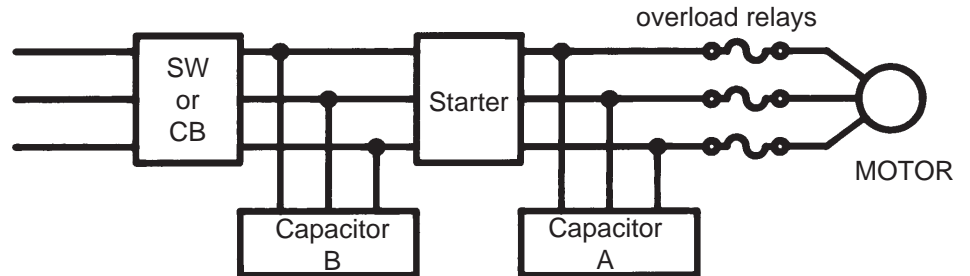 overload relays
SW
or
CB
Starter
MOTOR
Capacitor
B
Capacitor
A